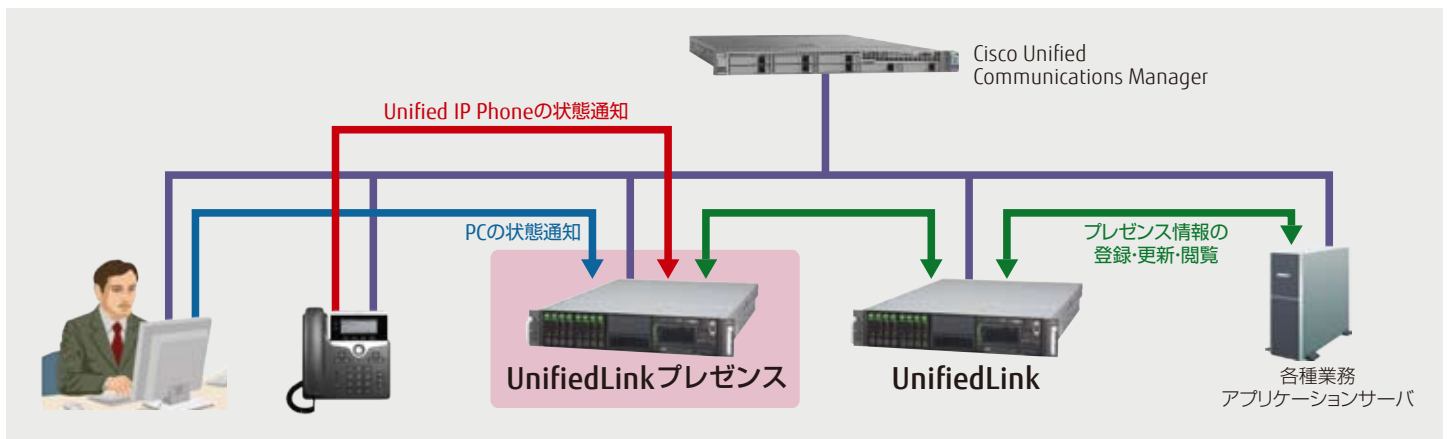 Cisco Unified
Communications Manager
Unified IP Phoneの状態通知
PCの状態通知
プレゼンス情報の
登録・更新・閲覧
UnifiedLinkプレゼンス
UnifiedLink
各種業務
アプリケーションサーバ